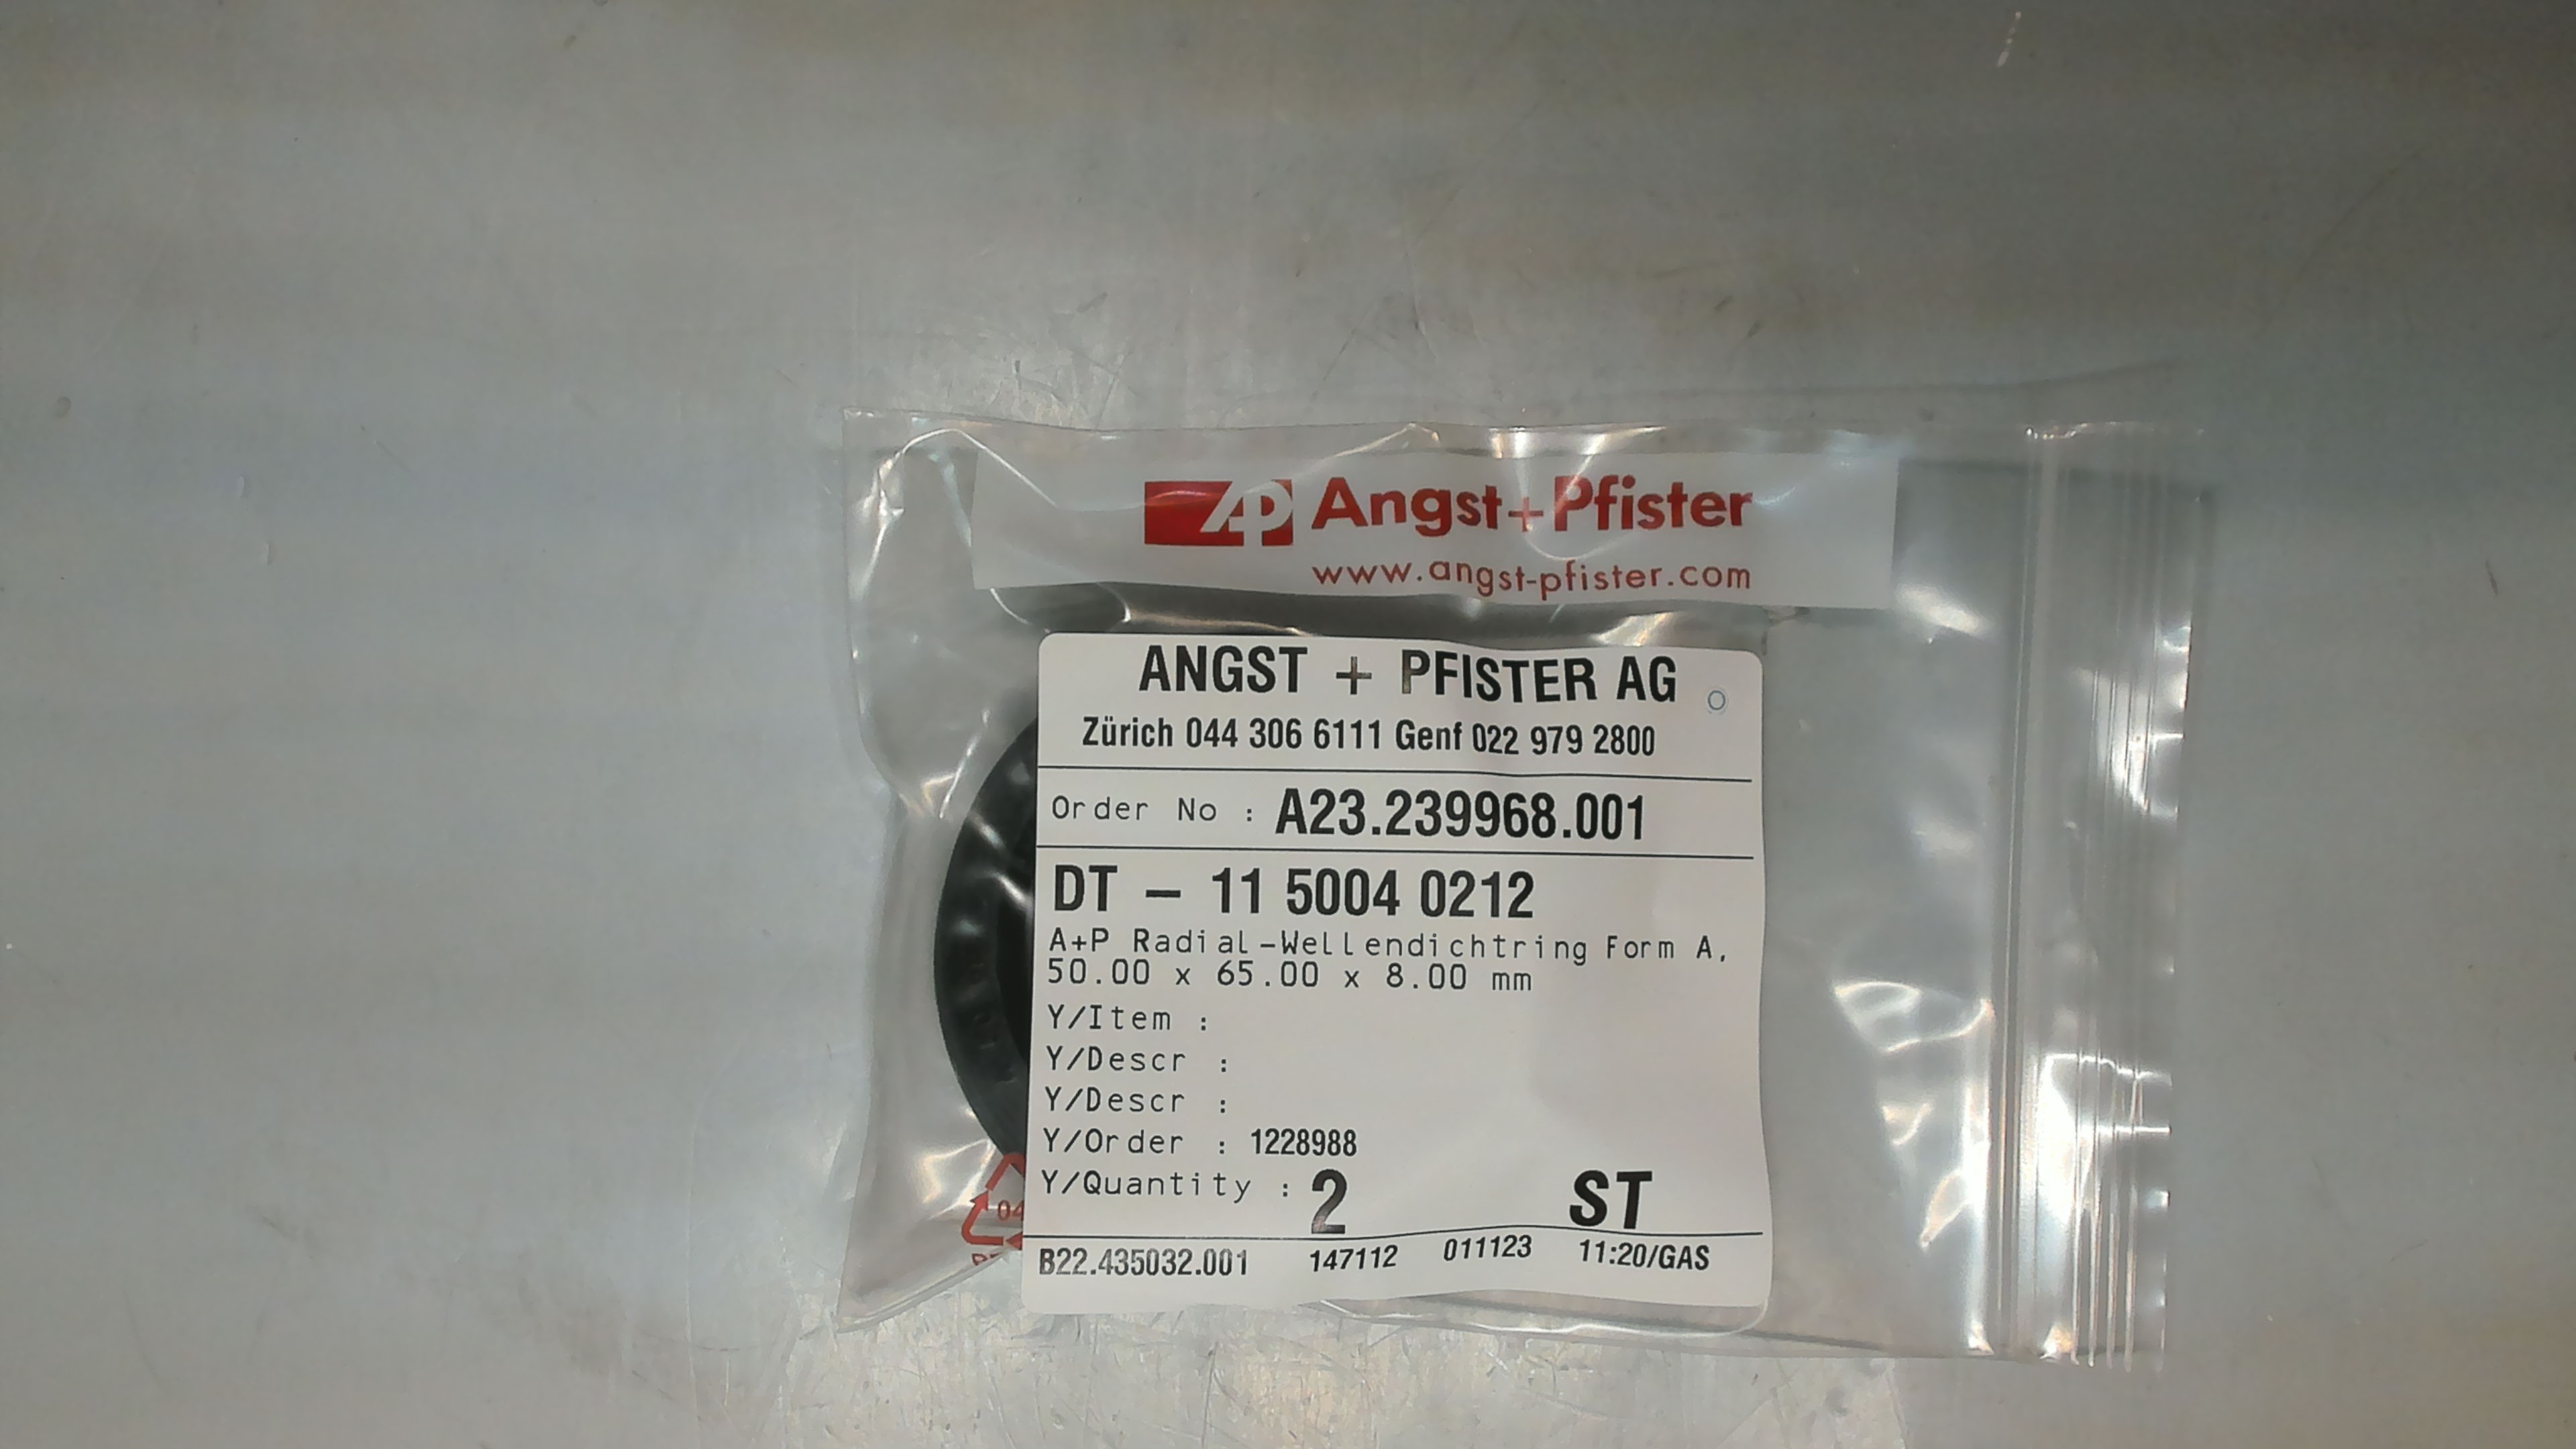 AP Angst+Pfister
www.angst-pfister.com
ANGST + PFISTER AG
Zürich 044 306 6111 Genf 022 979 2800
Order No : A23.239968.001
DT - 11 5004 0212
A+P Radial-Wellendichtring Form A,
50.00 x 65.00 x 8.00 mm
Y/Item :
Y/Descr :
Y/Descr :
Y/Order : 1228988
Y/Quantity : 2 ST
04
B22.435032.001 147112 011123 11:20/GAS